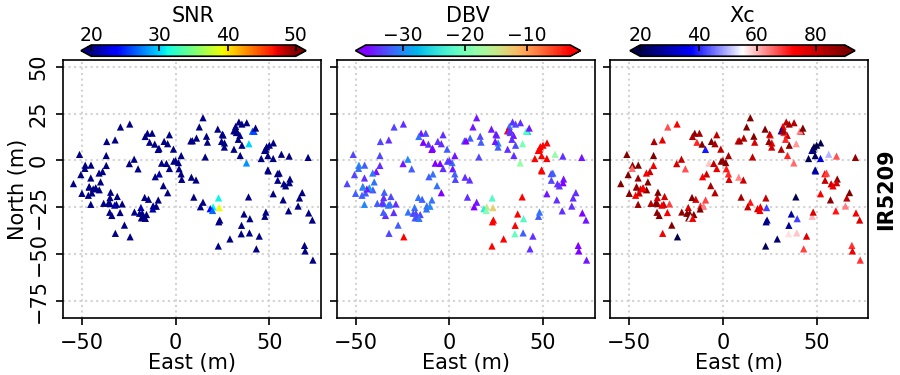 SNR DBV Xc
20 30 40 50 −30 −20 −10 20 40 60 80
50
25
0
−25
−50
−75
North (m)
IR5209
−50 0 50 −50 0 50 −50 0 50
East (m) East (m) East (m)